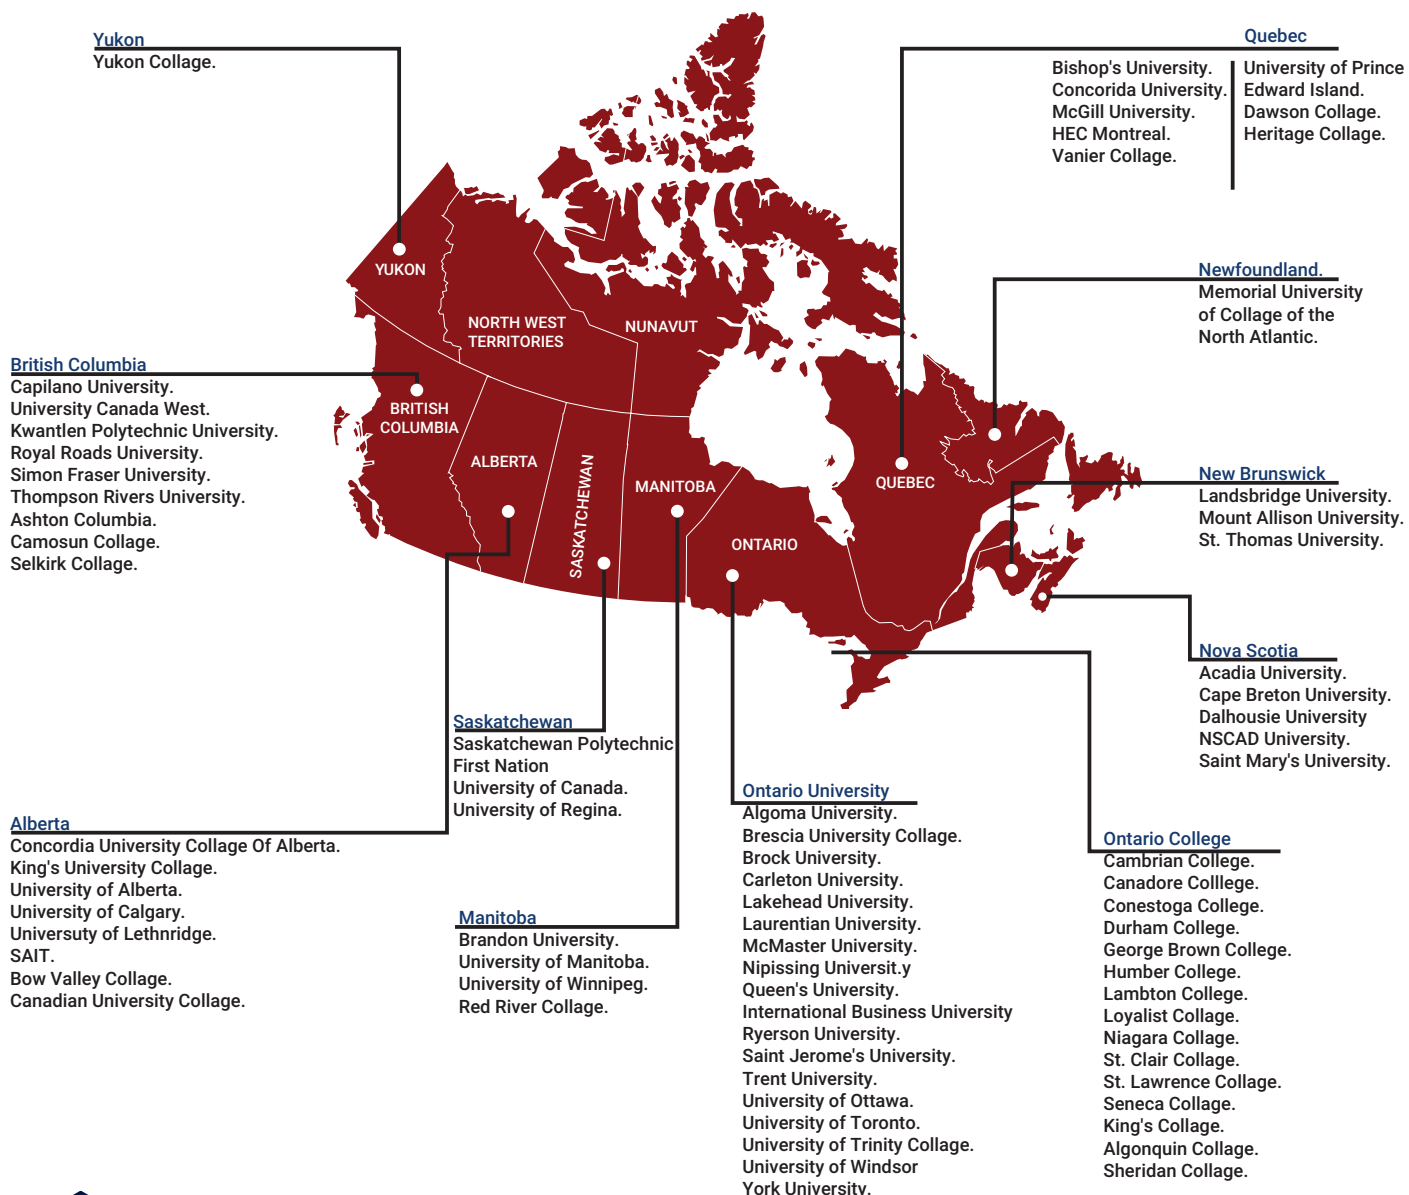 Yukon
Yukon Collage.
Quebec
Bishop's University.
Concorida University.
McGill University.
HEC Montreal.
Vanier Collage.
University of Prince
Edward Island.
Dawson Collage.
Heritage Collage.
YUKON
NORTH WEST
TERRITORIES
NUNAVUT
BRITISH
COLUMBIA
ALBERTA
SASKATCHEWAN
MANITOBA
ONTARIO
QUEBEC
Newfoundland.
Memorial University
of Collage of the
North Atlantic.
British Columbia
Capilano University.
University Canada West.
Kwantlen Polytechnic University.
Royal Roads University.
Simon Fraser University.
Thompson Rivers University.
Ashton Columbia.
Camosun Collage.
Selkirk Collage.
New Brunswick
Landsbridge University.
Mount Allison University.
St. Thomas University.
Nova Scotia
Acadia University.
Cape Breton University.
Dalhousie University
NSCAD University.
Saint Mary's University.
Saskatchewan
Saskatchewan Polytechnic
First Nation
University of Canada.
University of Regina.
Alberta
Concordia University Collage Of Alberta.
King's University Collage.
University of Alberta.
University of Calgary.
Universuty of Lethnridge.
SAIT.
Bow Valley Collage.
Canadian University Collage.
Manitoba
Brandon University.
University of Manitoba.
University of Winnipeg.
Red River Collage.
Ontario University
Algoma University.
Brescia University Collage.
Brock University.
Carleton University.
Lakehead University.
Laurentian University.
McMaster University.
Nipissing Universit.y
Queen's University.
International Business University
Ryerson University.
Saint Jerome's University.
Trent University.
University of Ottawa.
University of Toronto.
University of Trinity Collage.
University of Windsor
York University.
Ontario College
Cambrian College.
Canadore Colllege.
Conestoga College.
Durham College.
George Brown College.
Humber College.
Lambton College.
Loyalist Collage.
Niagara Collage.
St. Clair Collage.
St. Lawrence Collage.
Seneca Collage.
King's Collage.
Algonquin Collage.
Sheridan Collage.